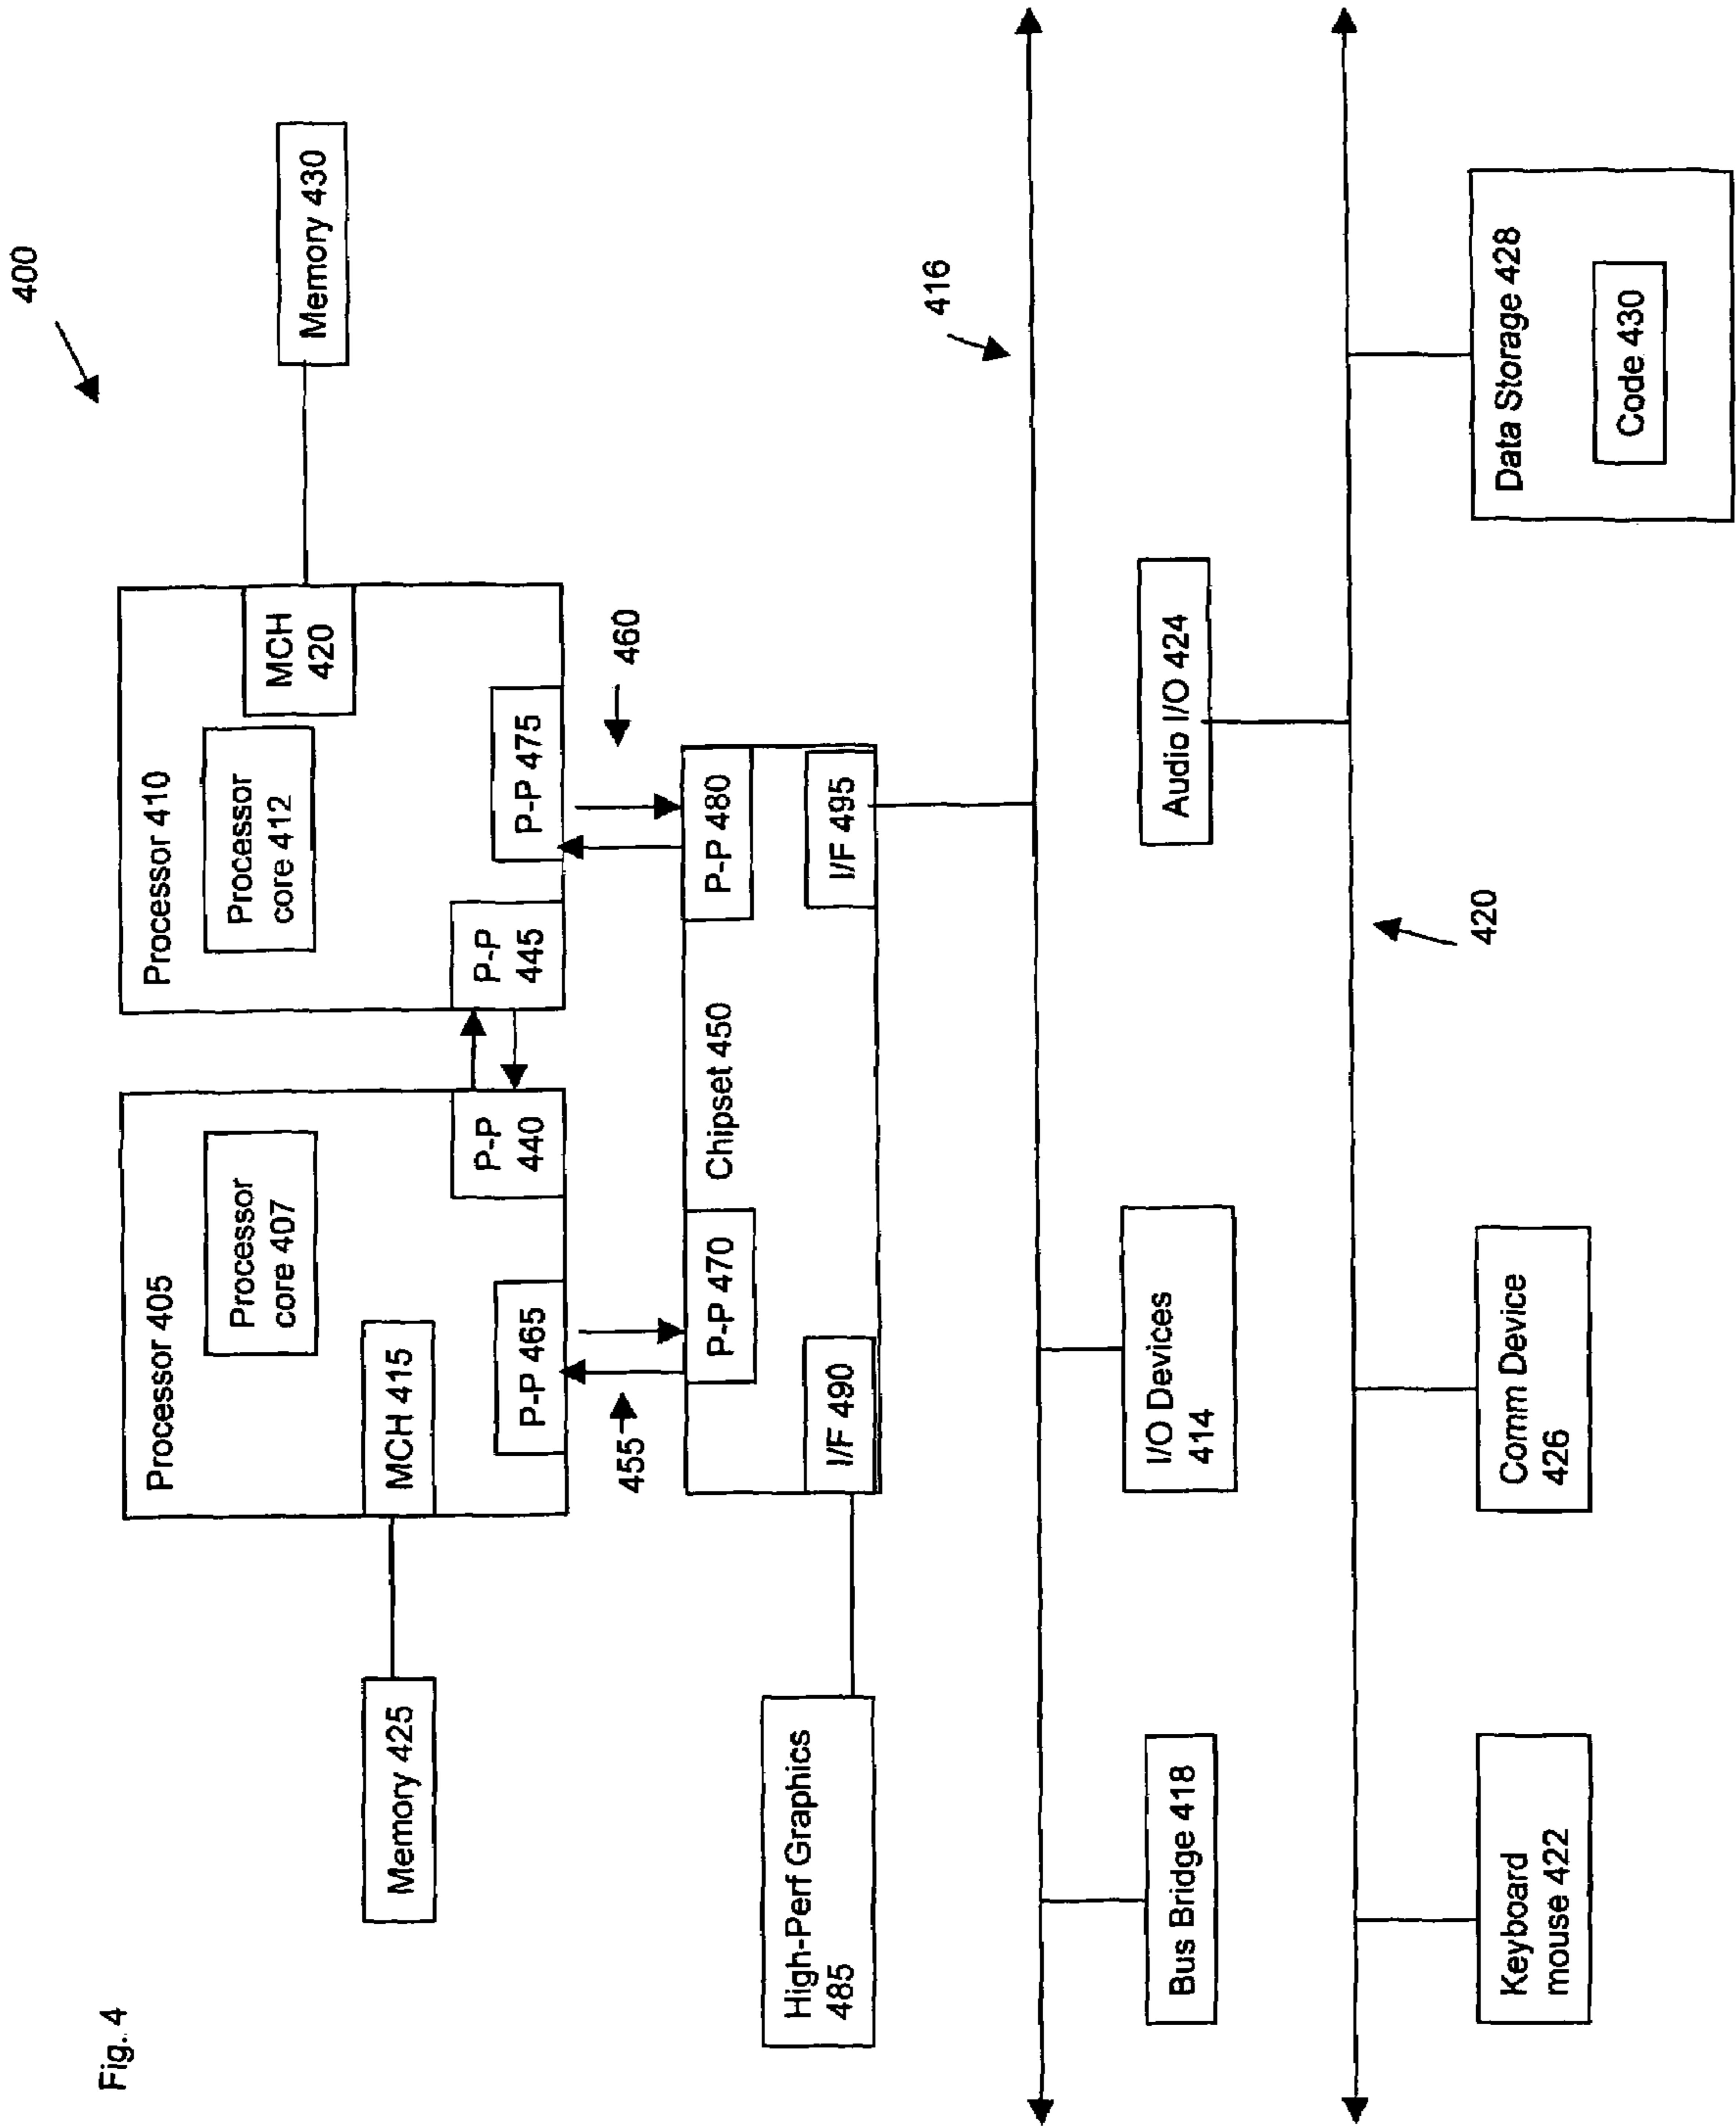 Fig. 4
400
Processor 405
Processor
core 407
MCH 415
P-P
440
P-P 465
Processor 410
Processor
core 412
MCH
420
P-P
445
P-P 475
Memory 425
Memory 430
455
460
P-P 470
Chipset 450
P-P 480
I/F 490
I/F 495
High-Perf Graphics
485
416
Bus Bridge 418
I/O Devices
414
Audio I/O 424
420
Keyboard
mouse 422
Comm Device
426
Data Storage 428
Code 430